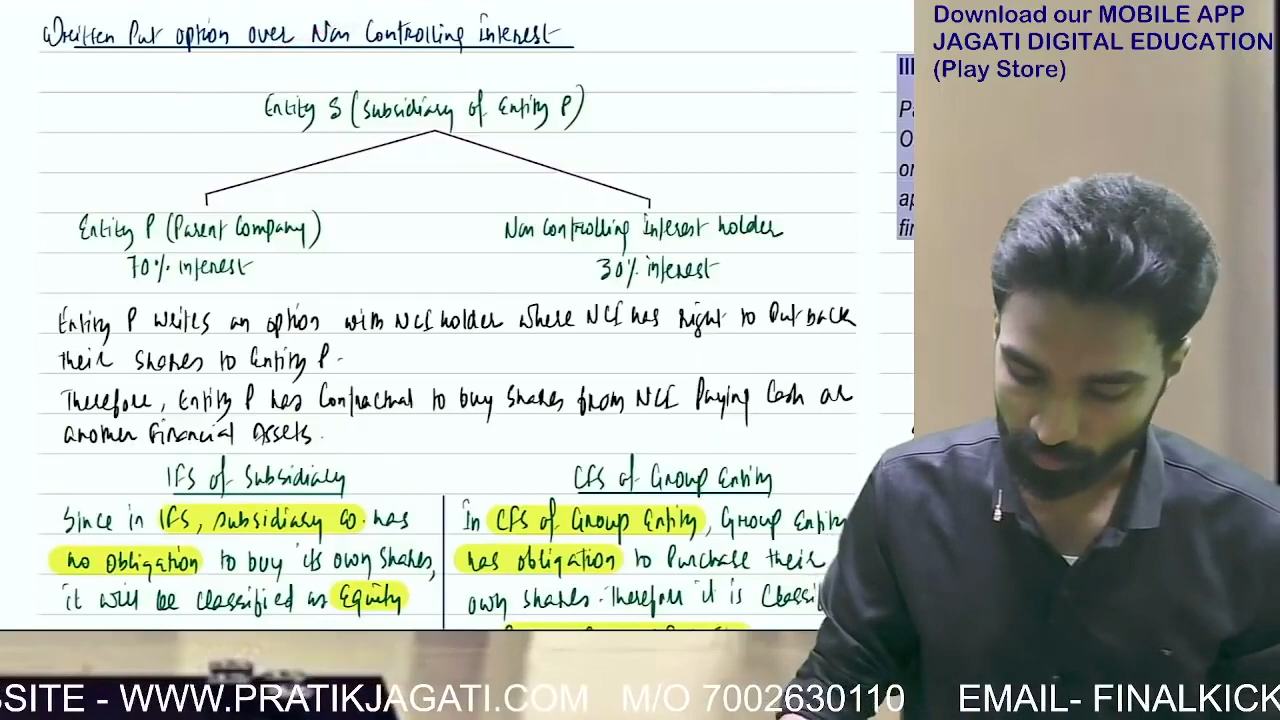 Written Put option over Non Controlling Interest
Download our MOBILE APP
JAGATI DIGITAL EDUCATION
(Play Store)
Entity S (Subsidiary of Entity P)
Entity P (Parent Company)
70% interest
Non Controlling Interest holder
30% interest
Entity P writes an option with NCI holder where NCI has right to Put back
their shares to Entity P.
Therefore, Entity P has Contractual to buy shares from NCI Paying Cash or
another Financial Assets.
IFS of Subsidiary
Since in IFS, subsidiary Co. has
no obligation to buy its own shares,
it will be classified as Equity
CFS of Group Entity
In CFS of Group Entity, Group Entity
has obligation to Purchase their
own shares. Therefore it is Classi
SITE - WWW.PRATIKJAGATI.COM M/O 7002630110 EMAIL- FINALKICK